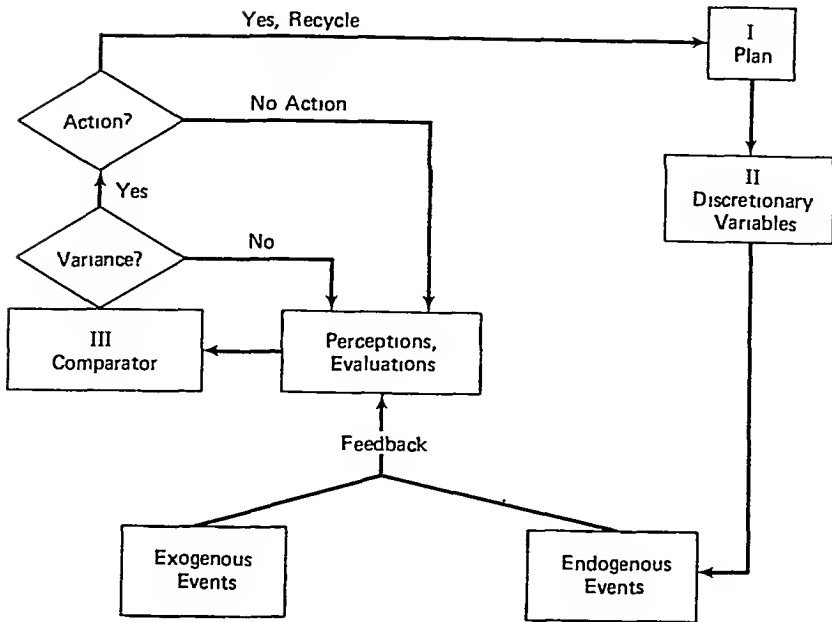 Yes, Recycle
I
Plan
Action?
No Action
Yes
II
Discretionary
Variables
Variance?
No
III
Comparator
Perceptions,
Evaluations
Feedback
Exogenous
Events
Endogenous
Events